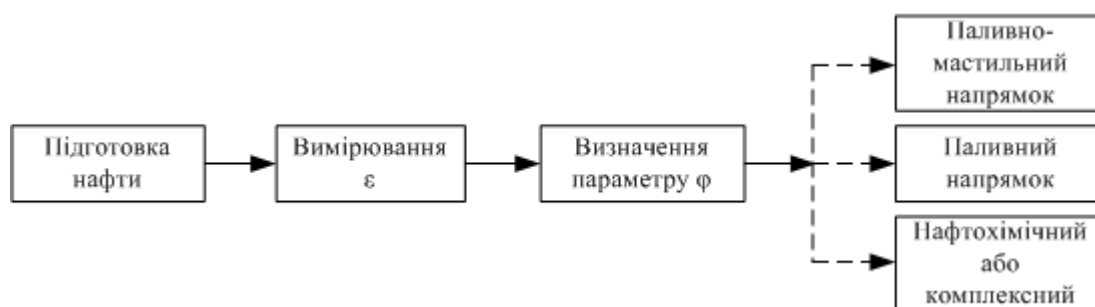 Підготовка
нафти
Вимірювання
ε
Визначення
параметру φ
Паливно-
мастильний
напрямок
Паливний
напрямок
Нафтохімічний
або
комплексний